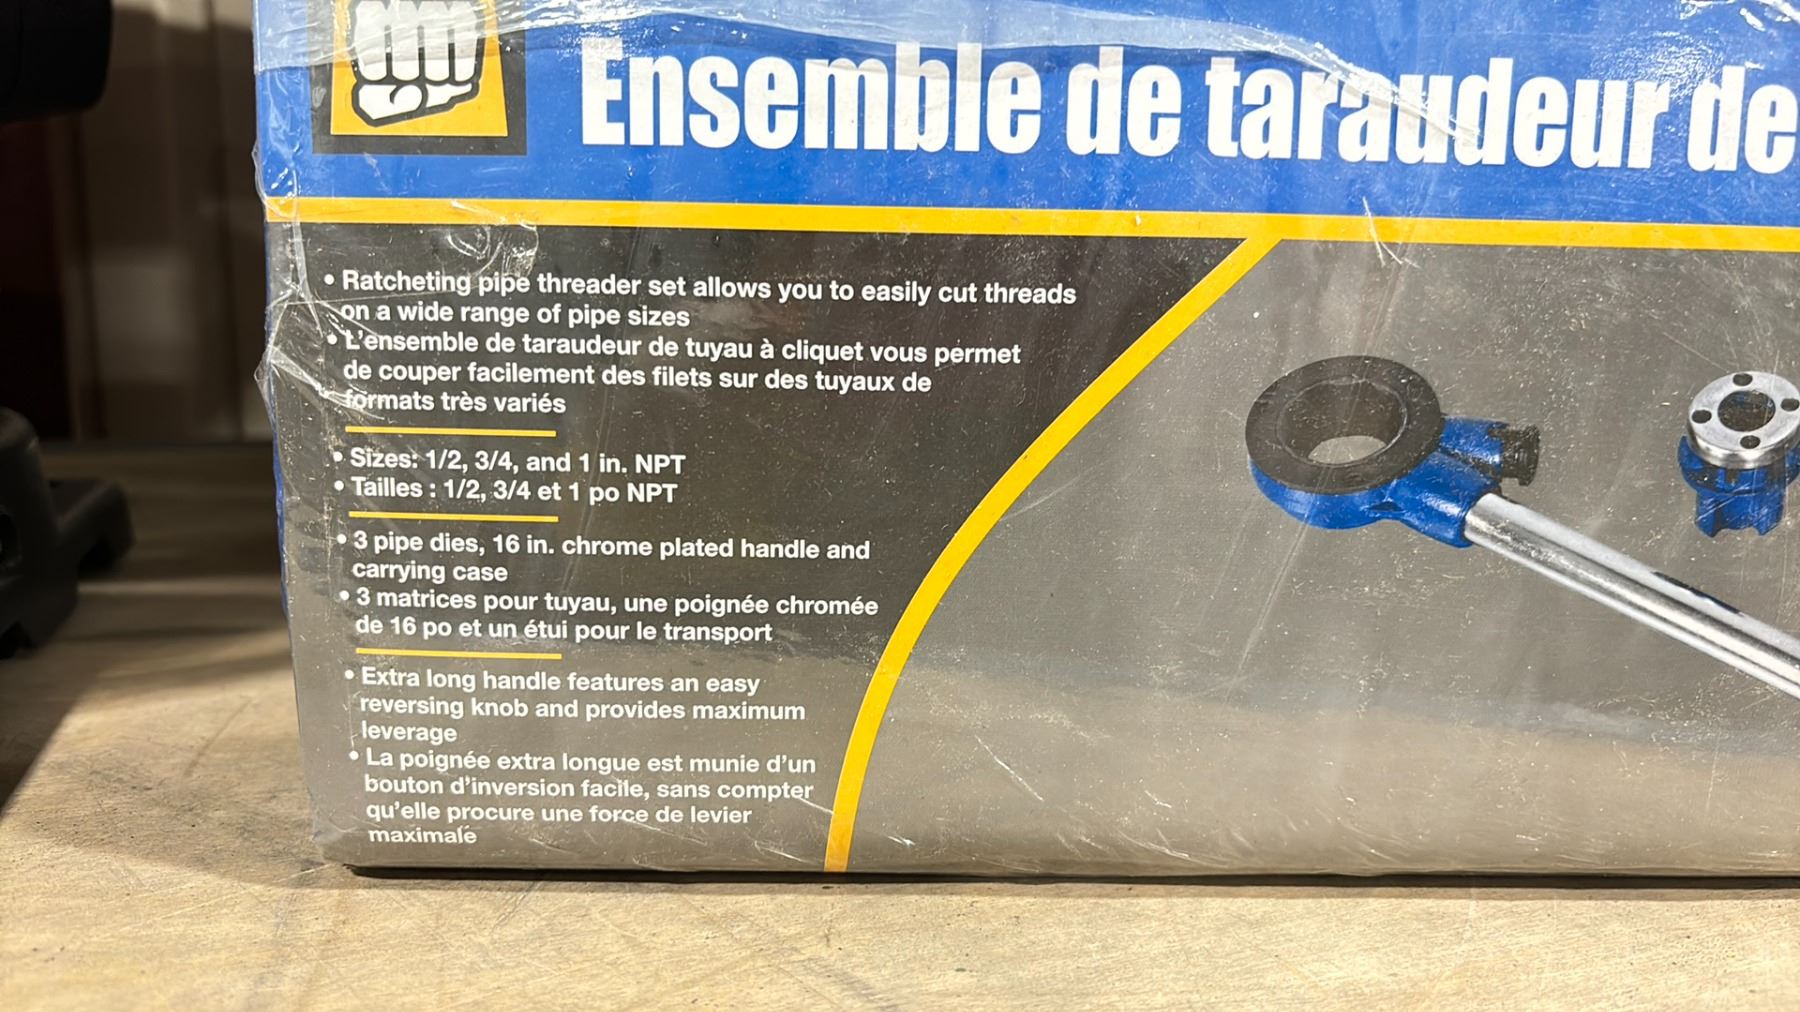 Ensemble de taraudeur de
• Ratcheting pipe threader set allows you to easily cut threads
on a wide range of pipe sizes
• L'ensemble de taraudeur de tuyau à cliquet vous permet
de couper facilement des filets sur des tuyaux de
formats très variés
• Sizes: 1/2, 3/4, and 1 in. NPT
• Tailles : 1/2, 3/4 et 1 po NPT
• 3 pipe dies, 16 in. chrome plated handle and
carrying case
• 3 matrices pour tuyau, une poignée chromée
de 16 po et un étui pour le transport
• Extra long handle features an easy
reversing knob and provides maximum
leverage
• La poignée extra longue est munie d'un
bouton d'inversion facile, sans compter
qu'elle procure une force de levier
maximale